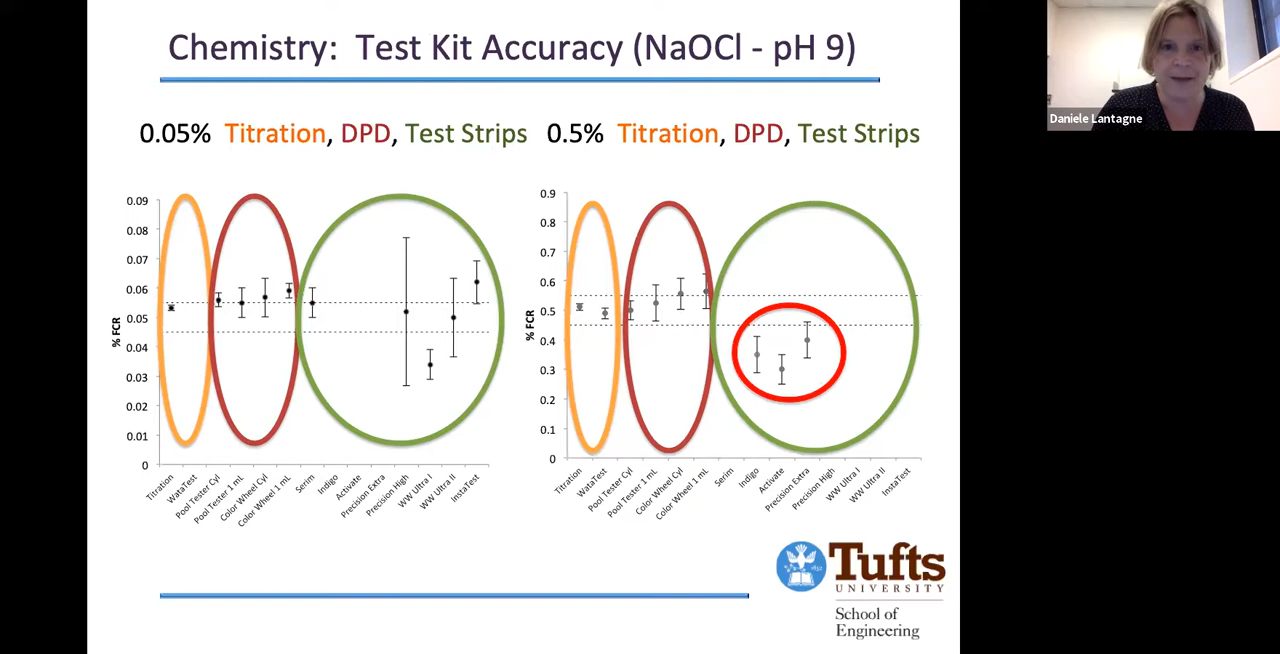 Chemistry: Test Kit Accuracy (NaOCl - pH 9)
Daniele Lantagne
0.05% Titration, DPD, Test Strips
0.5% Titration, DPD, Test Strips
% FCR
0.09
0.08
0.07
0.06
0.05
0.04
0.03
0.02
0.01
0
Titration
WataTest
Pool Tester Cyl
Pool Tester 1 mL
Color Wheel Cyl
Color Wheel 1 mL
Serim
Indigo
Activate
Precision Extra
Precision High
WW Ultra I
WW Ultra II
InstaTest
% FCR
0.9
0.8
0.7
0.6
0.5
0.4
0.3
0.2
0.1
0
Titration
WataTest
Pool Tester Cyl
Pool Tester 1 mL
Color Wheel Cyl
Color Wheel 1 mL
Serim
Indigo
Activate
Precision Extra
Precision High
WW Ultra I
WW Ultra II
InstaTest
1852
Tufts
UNIVERSITY
School of
Engineering